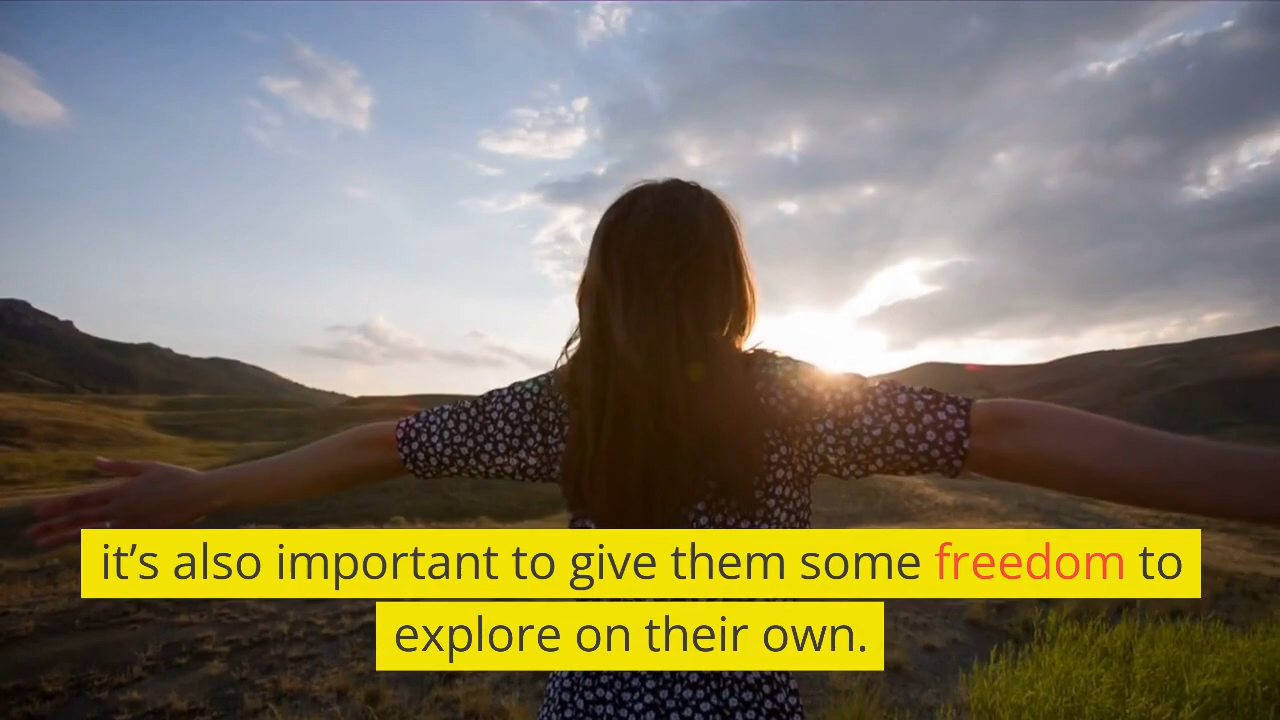 it’s also important to give them some freedom to
explore on their own.